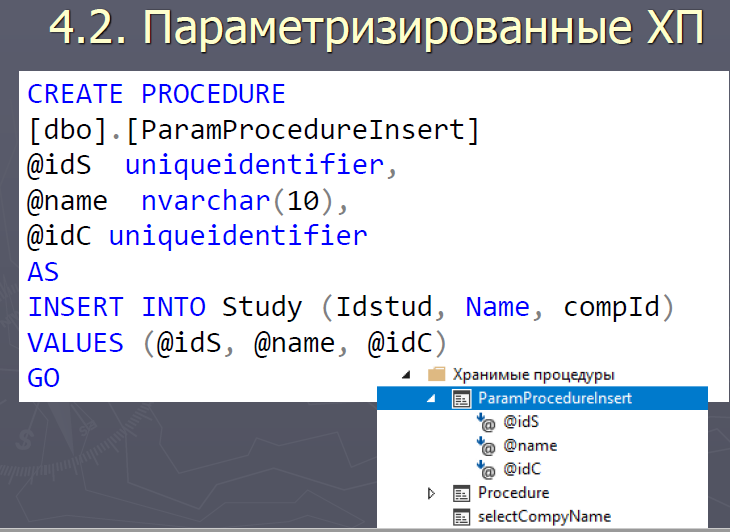 4.2. Параметризированные ХП
CREATE PROCEDURE
[dbo].[ParamProcedureInsert]
@idS uniqueidentifier,
@name nvarchar(10),
@idC uniqueidentifier
AS
INSERT INTO Study (Idstud, Name, compId)
VALUES (@idS, @name, @idC)
GO
Хранимые процедуры
ParamProcedureInsert
@idS
@name
@idC
Procedure
selectCompyName